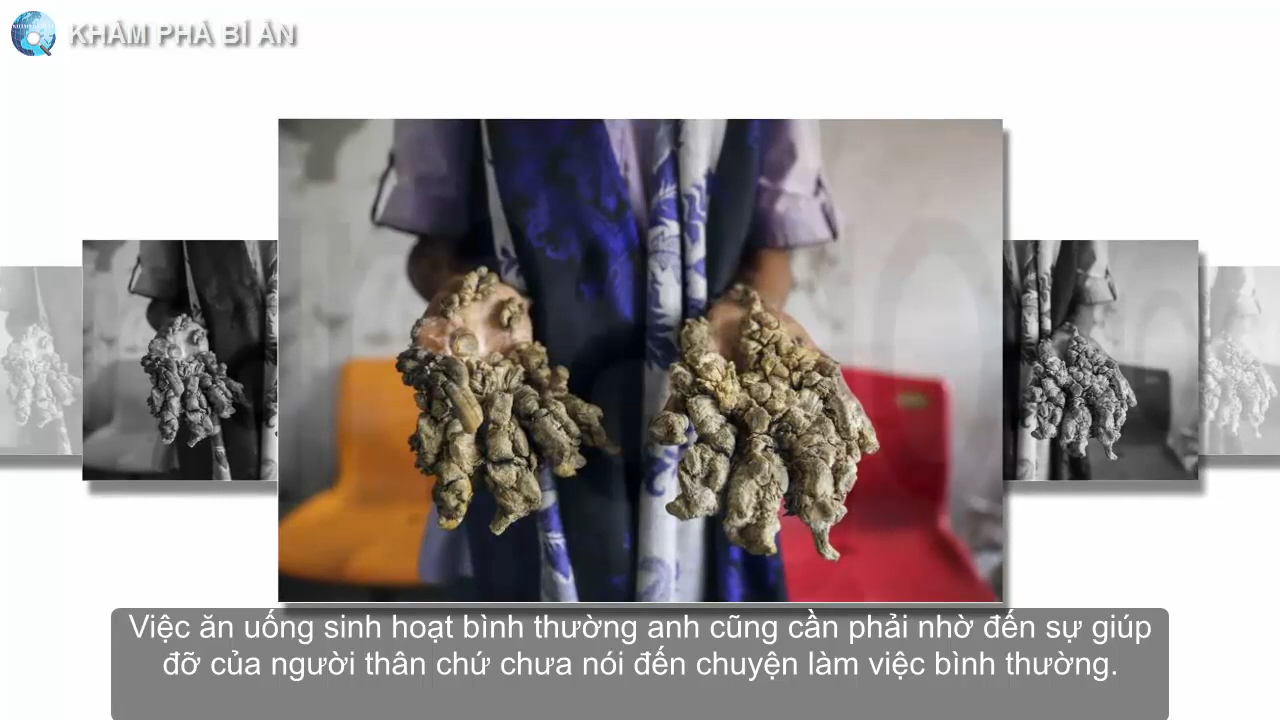 KHÁM PHÁ BÍ ẨN
Việc ăn uống sinh hoạt bình thường anh cũng cần phải nhờ đến sự giúp
đỡ của người thân chứ chưa nói đến chuyện làm việc bình thường.